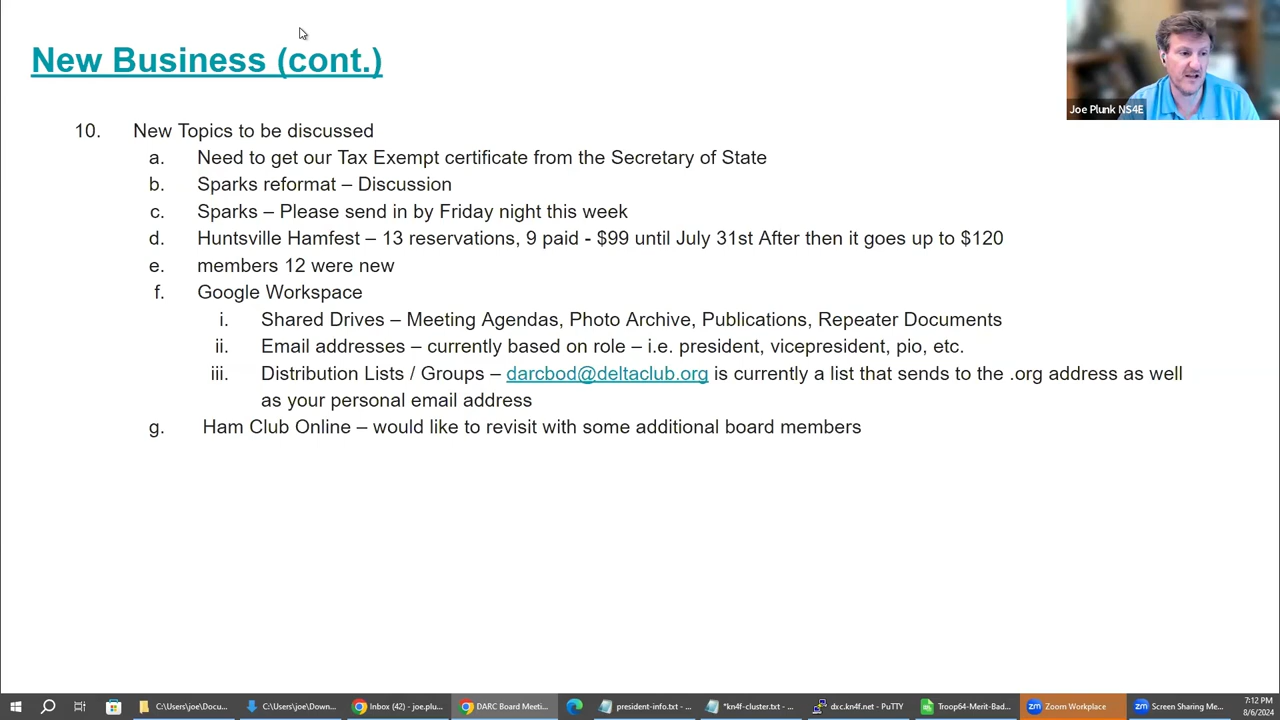 New Business (cont.)
Joe Plunk NS4E
10. New Topics to be discussed
a. Need to get our Tax Exempt certificate from the Secretary of State
b. Sparks reformat – Discussion
c. Sparks – Please send in by Friday night this week
d. Huntsville Hamfest – 13 reservations, 9 paid - $99 until July 31st After then it goes up to $120
e. members 12 were new
f. Google Workspace
i. Shared Drives – Meeting Agendas, Photo Archive, Publications, Repeater Documents
ii. Email addresses – currently based on role – i.e. president, vicepresident, pio, etc.
iii. Distribution Lists / Groups – darcbod@deltaclub.org is currently a list that sends to the .org address as well
as your personal email address
g. Ham Club Online – would like to revisit with some additional board members
C:\Users\joe\Docu... C:\Users\joe\Down... Inbox (42) - joe.plu... DARC Board Meeti... president-info.txt - ... *kn4f-cluster.txt - ... dxc.kn4f.net - PuTTY Troop64-Merit-Bad... zm Zoom Workplace zm Screen Sharing Me... 7:12 PM
8/6/2024